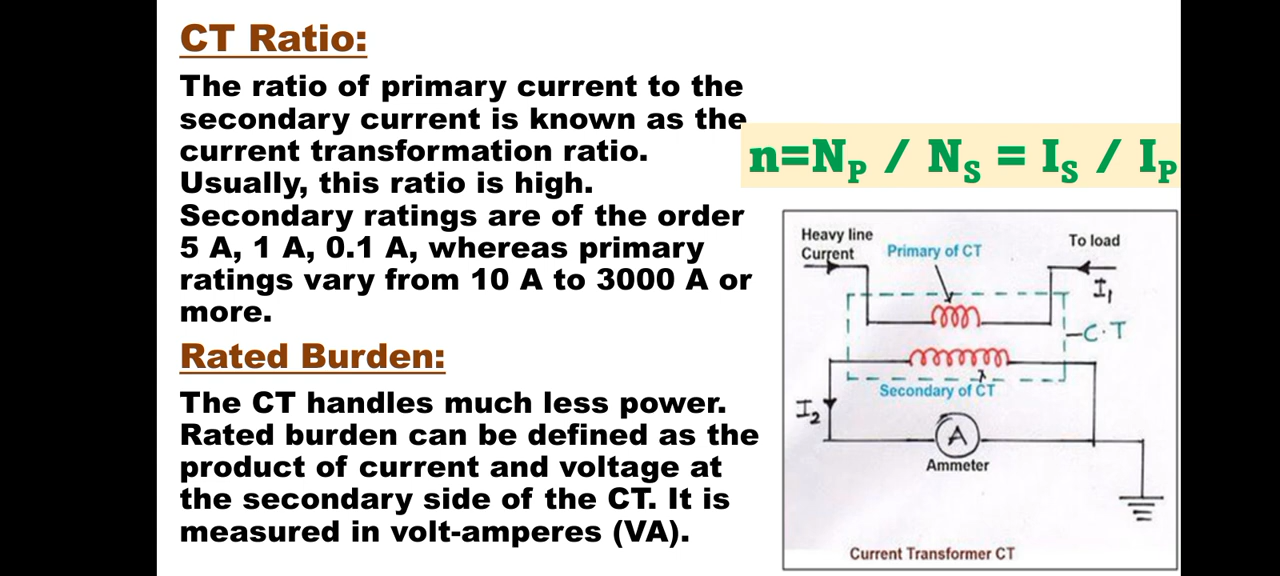 CT Ratio:
The ratio of primary current to the
secondary current is known as the
current transformation ratio.
Usually, this ratio is high.
Secondary ratings are of the order
5 A, 1 A, 0.1 A, whereas primary
ratings vary from 10 A to 3000 A or
more.
Rated Burden:
The CT handles much less power.
Rated burden can be defined as the
product of current and voltage at
the secondary side of the CT. It is
measured in volt-amperes (VA).
n=NP / NS = IS / IP
Heavy line
Current
Primary of CT
To load
I1
C.T
Secondary of CT
I2
A
Ammeter
Current Transformer CT